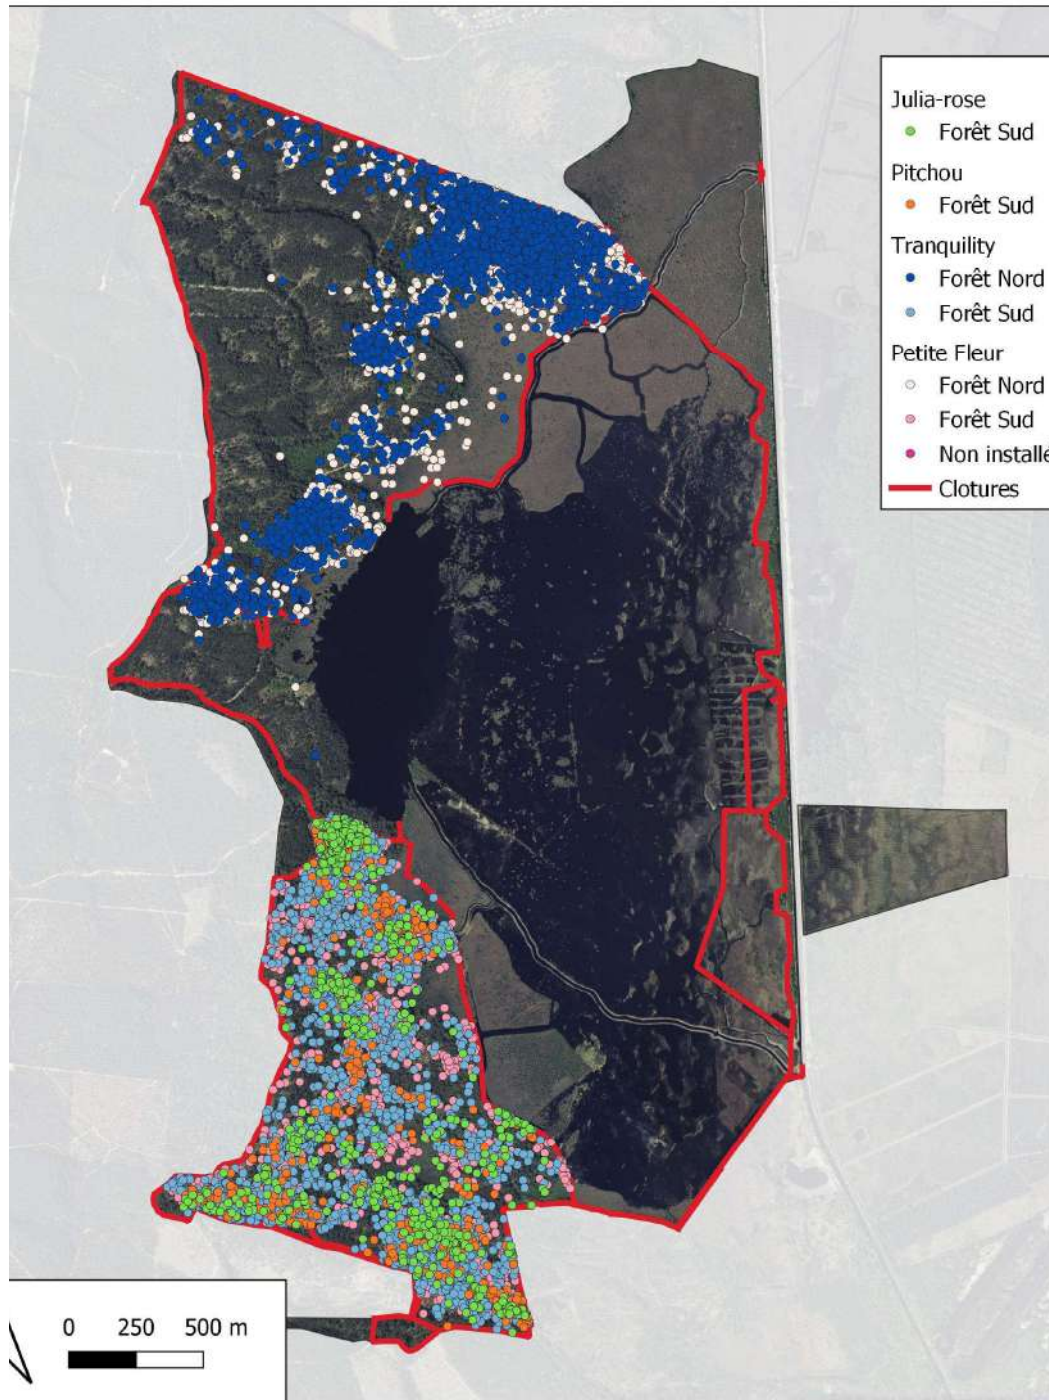 Julia-rose
Forêt Sud
Pitchou
Forêt Sud
Tranquility
Forêt Nord
Forêt Sud
Petite Fleur
Forêt Nord
Forêt Sud
Non installé
Clotures
0 250 500 m